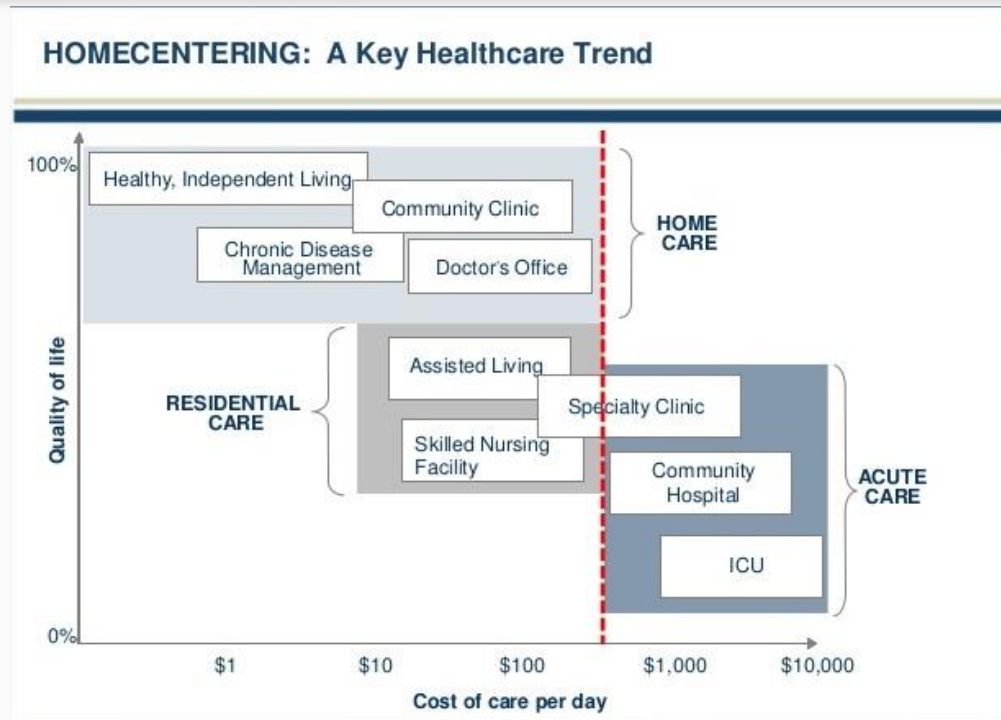 HOMECENTERING: A Key Healthcare Trend
100%
Healthy, Independent Living
Community Clinic
Chronic Disease
Management
Doctor's Office
HOME
CARE
Quality of life
RESIDENTIAL
CARE
Assisted Living
Specialty Clinic
Skilled Nursing
Facility
Community
Hospital
ICU
ACUTE
CARE
0%
$1
$10
$100
$1,000
$10,000
Cost of care per day